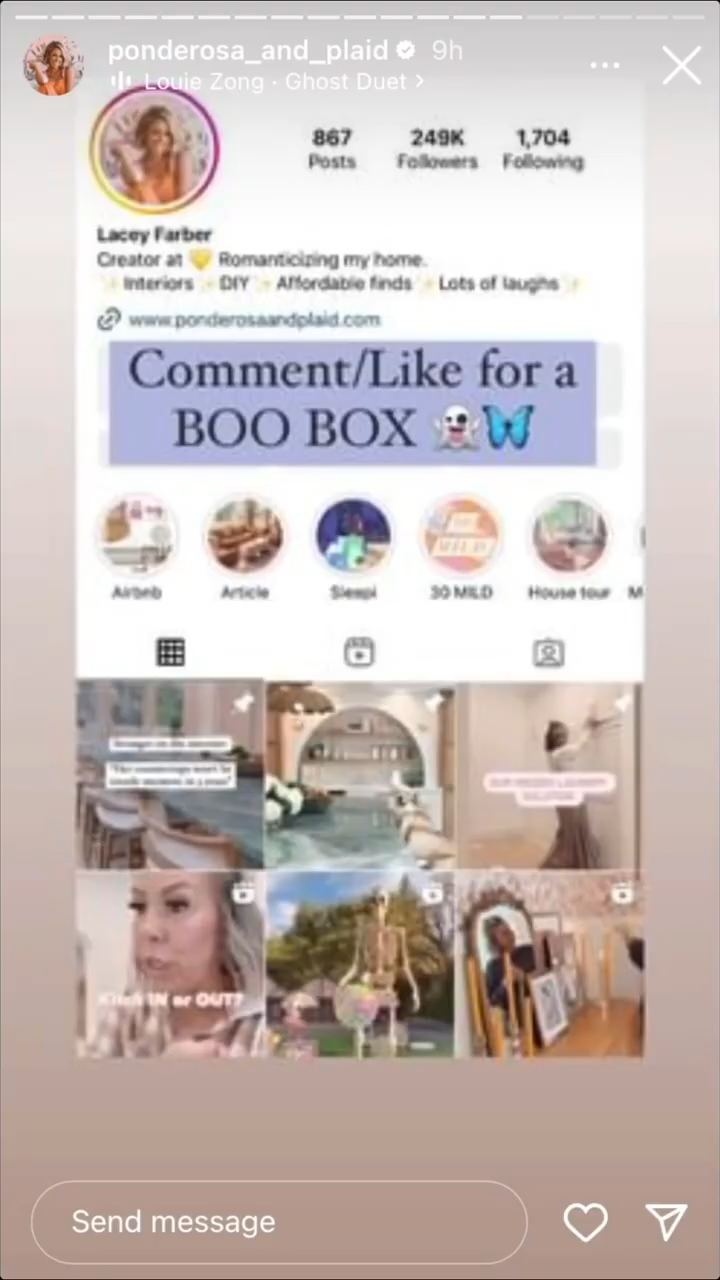 ponderosa_and_plaid 9h
Louie Zong · Ghost Duet >
867 249K 1,704
Posts Followers Following
Lacey Farber
Creator at 💛 Romanticizing my home.
✨Interiors✨DIY✨Affordable finds✨Lots of laughs✨
www.ponderosaandplaid.com
Comment/Like for a
BOO BOX 👻🦋
Airbnb Article Sleepi 30 MILD House tour M
Kitch IN or OUT?
Send message